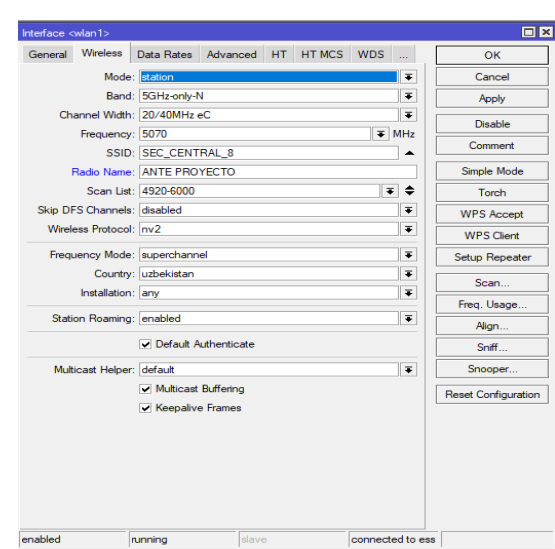 Interface <wlan1>
General Wireless Data Rates Advanced HT HT MCS WDS ...
Mode: station
Band: 5GHz-only-N
Channel Width: 20/40MHz eC
Frequency: 5070 MHz
SSID: SEC_CENTRAL_8
Radio Name: ANTE PROYECTO
Scan List: 4920-6000
Skip DFS Channels: disabled
Wireless Protocol: nv2
Frequency Mode: superchannel
Country: uzbekistan
Installation: any
Station Roaming: enabled
Default Authenticate
Multicast Helper: default
Multicast Buffering
Keepalive Frames
OK
Cancel
Apply
Disable
Comment
Simple Mode
Torch
WPS Accept
WPS Client
Setup Repeater
Scan...
Freq. Usage...
Align...
Sniff...
Snooper...
Reset Configuration
enabled running slave connected to ess